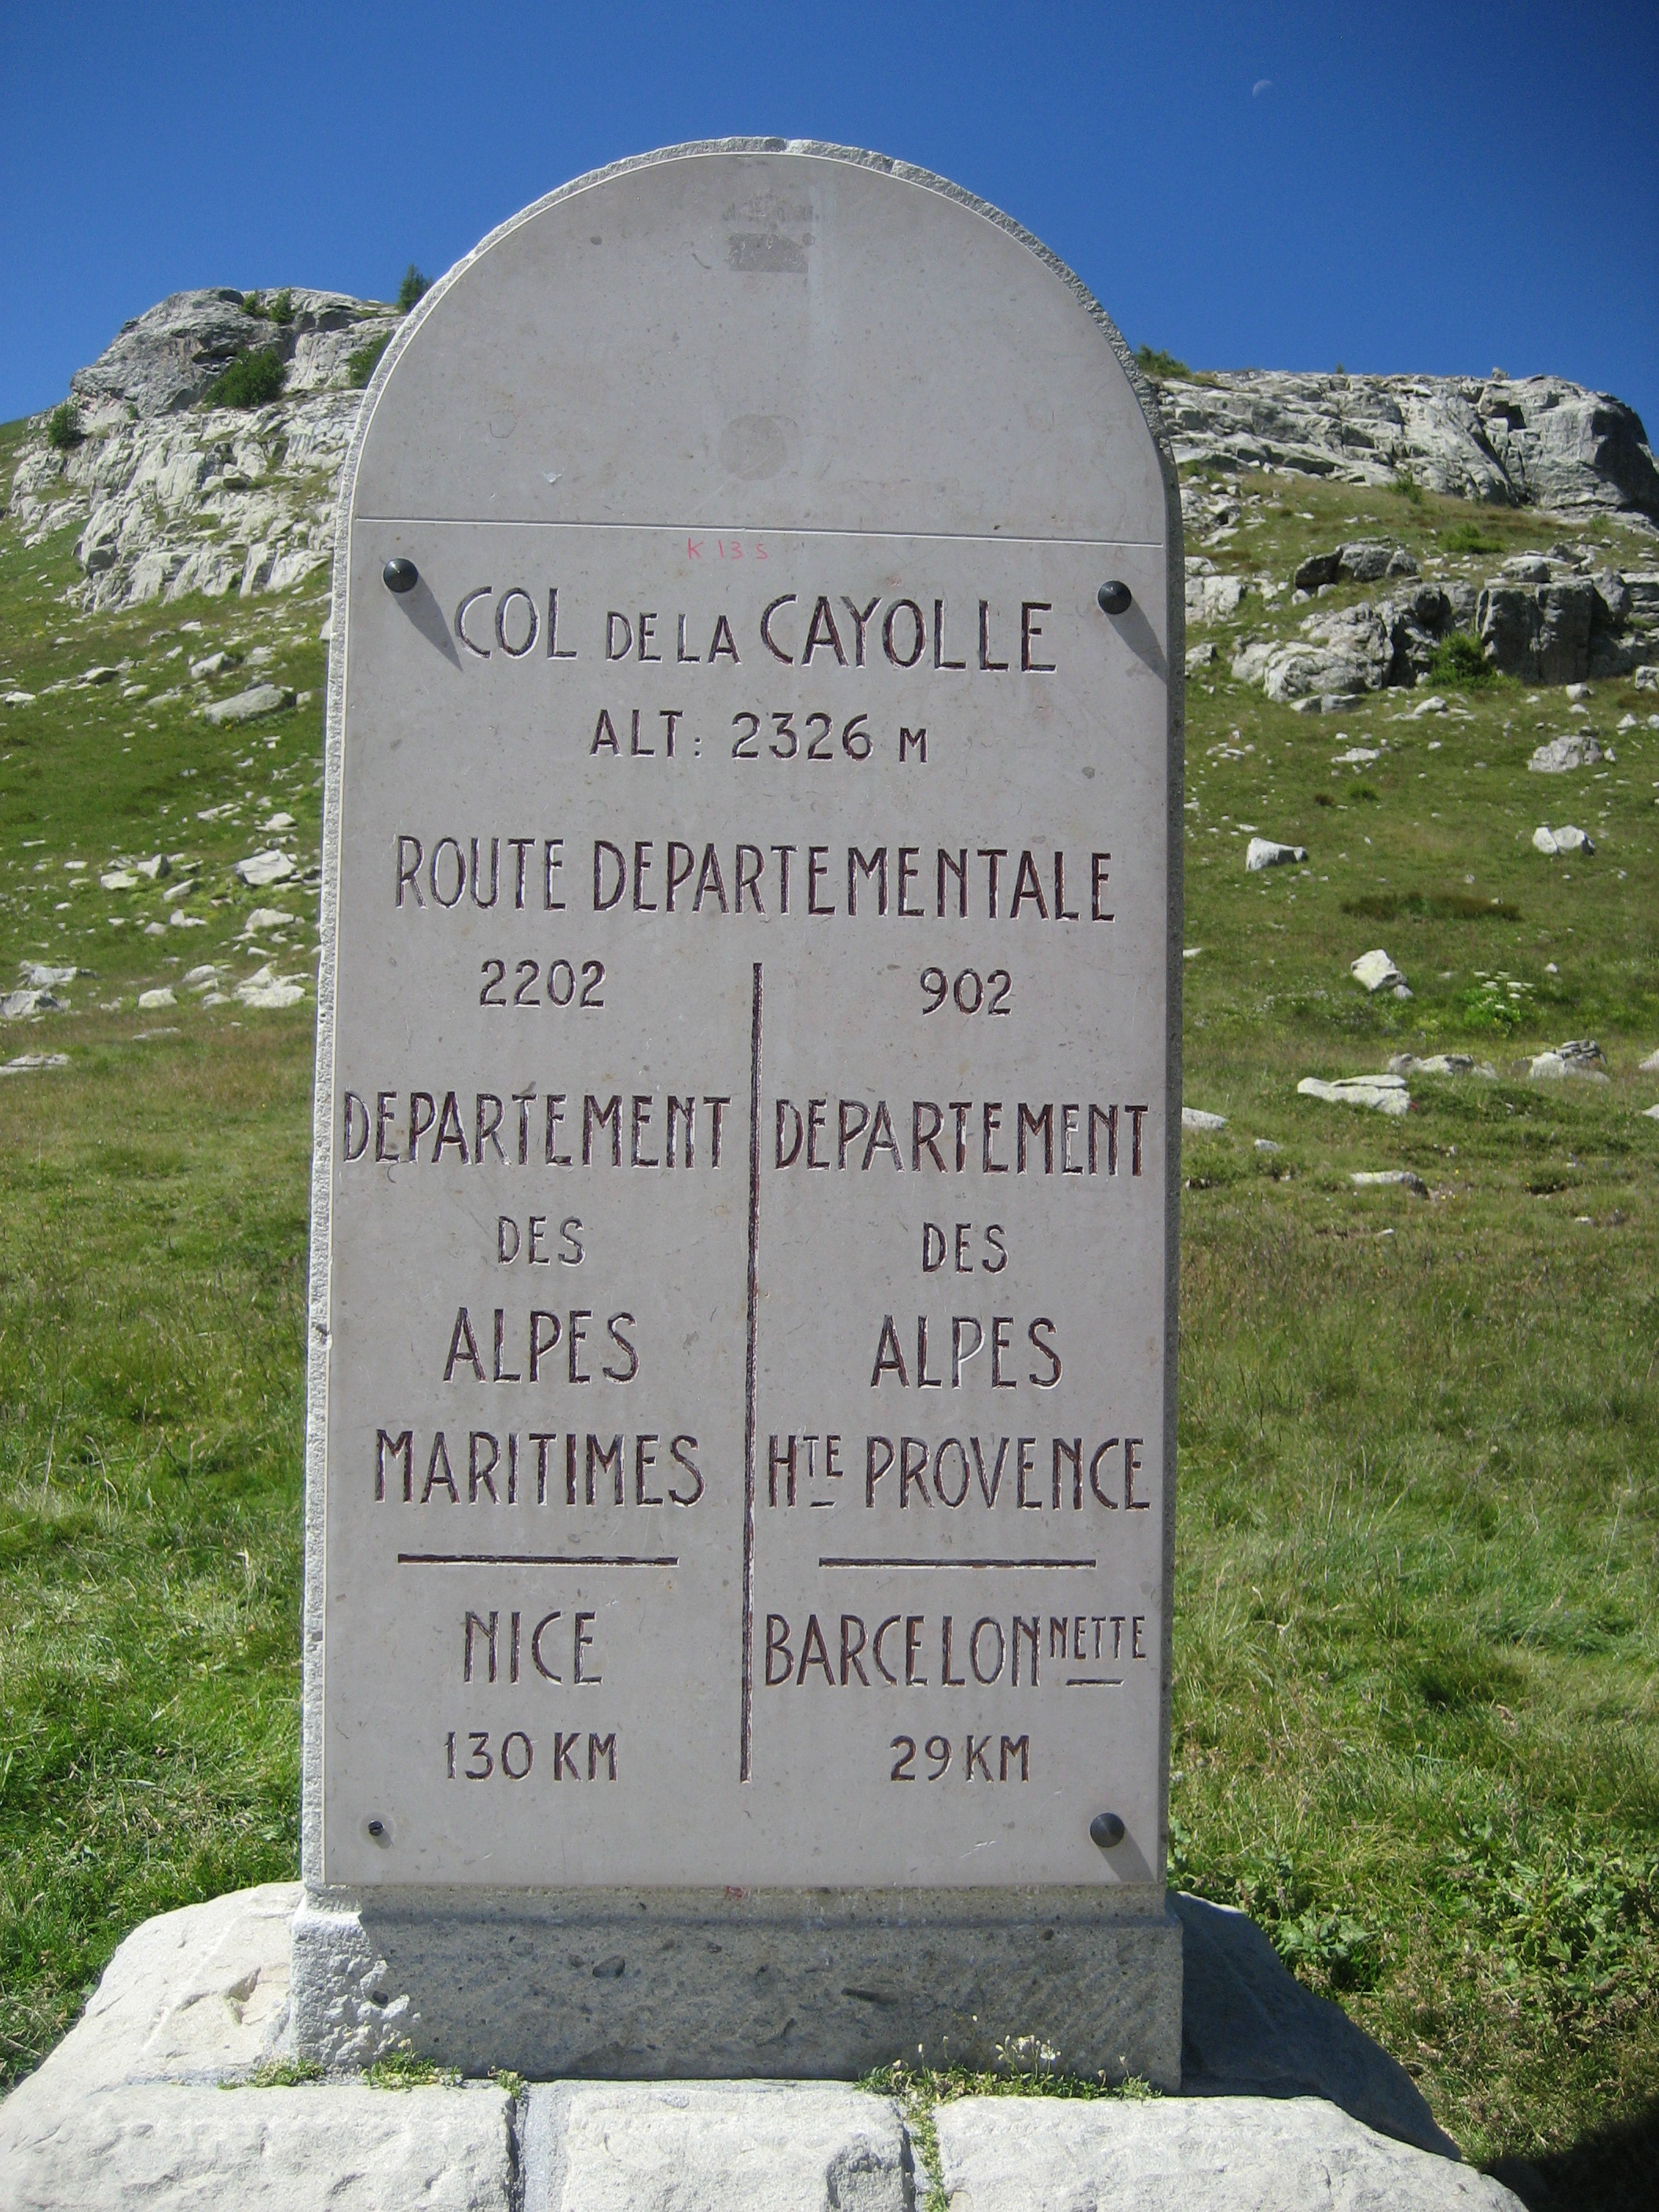 K 13 S
COL DE LA CAYOLLE
ALT: 2326 M
ROUTE DEPARTEMENTALE
2202
DEPARTEMENT
DES
ALPES
MARITIMES
NICE
130 KM
902
DEPARTEMENT
DES
ALPES
HTE PROVENCE
BARCELONNETTE
29 KM